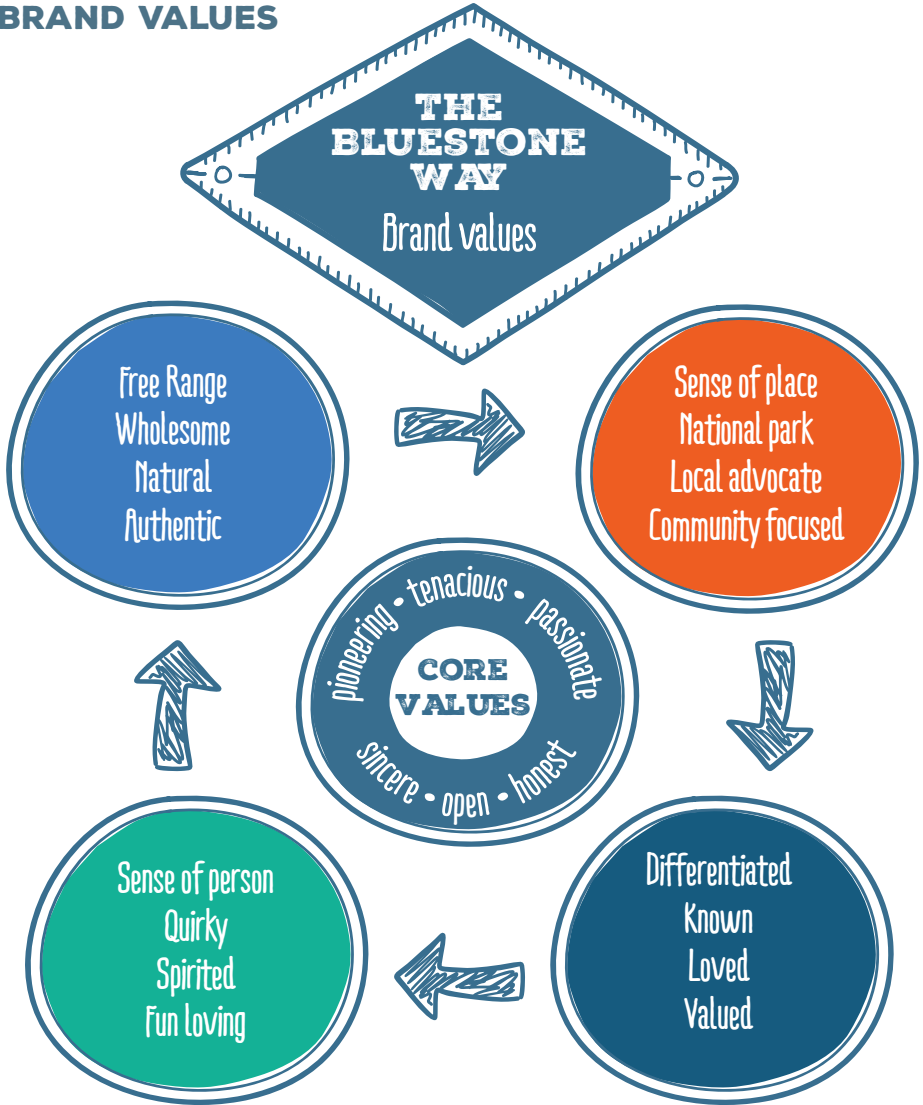 BRAND VALUES
THE
BLUESTONE
WAY
Brand values
Free Range
Wholesome
Natural
Authentic
Sense of place
National park
Local advocate
Community focused
pioneering • tenacious • passionate
CORE
VALUES
sincere • open • honest
Sense of person
Quirky
Spirited
Fun loving
Differentiated
Known
Loved
Valued